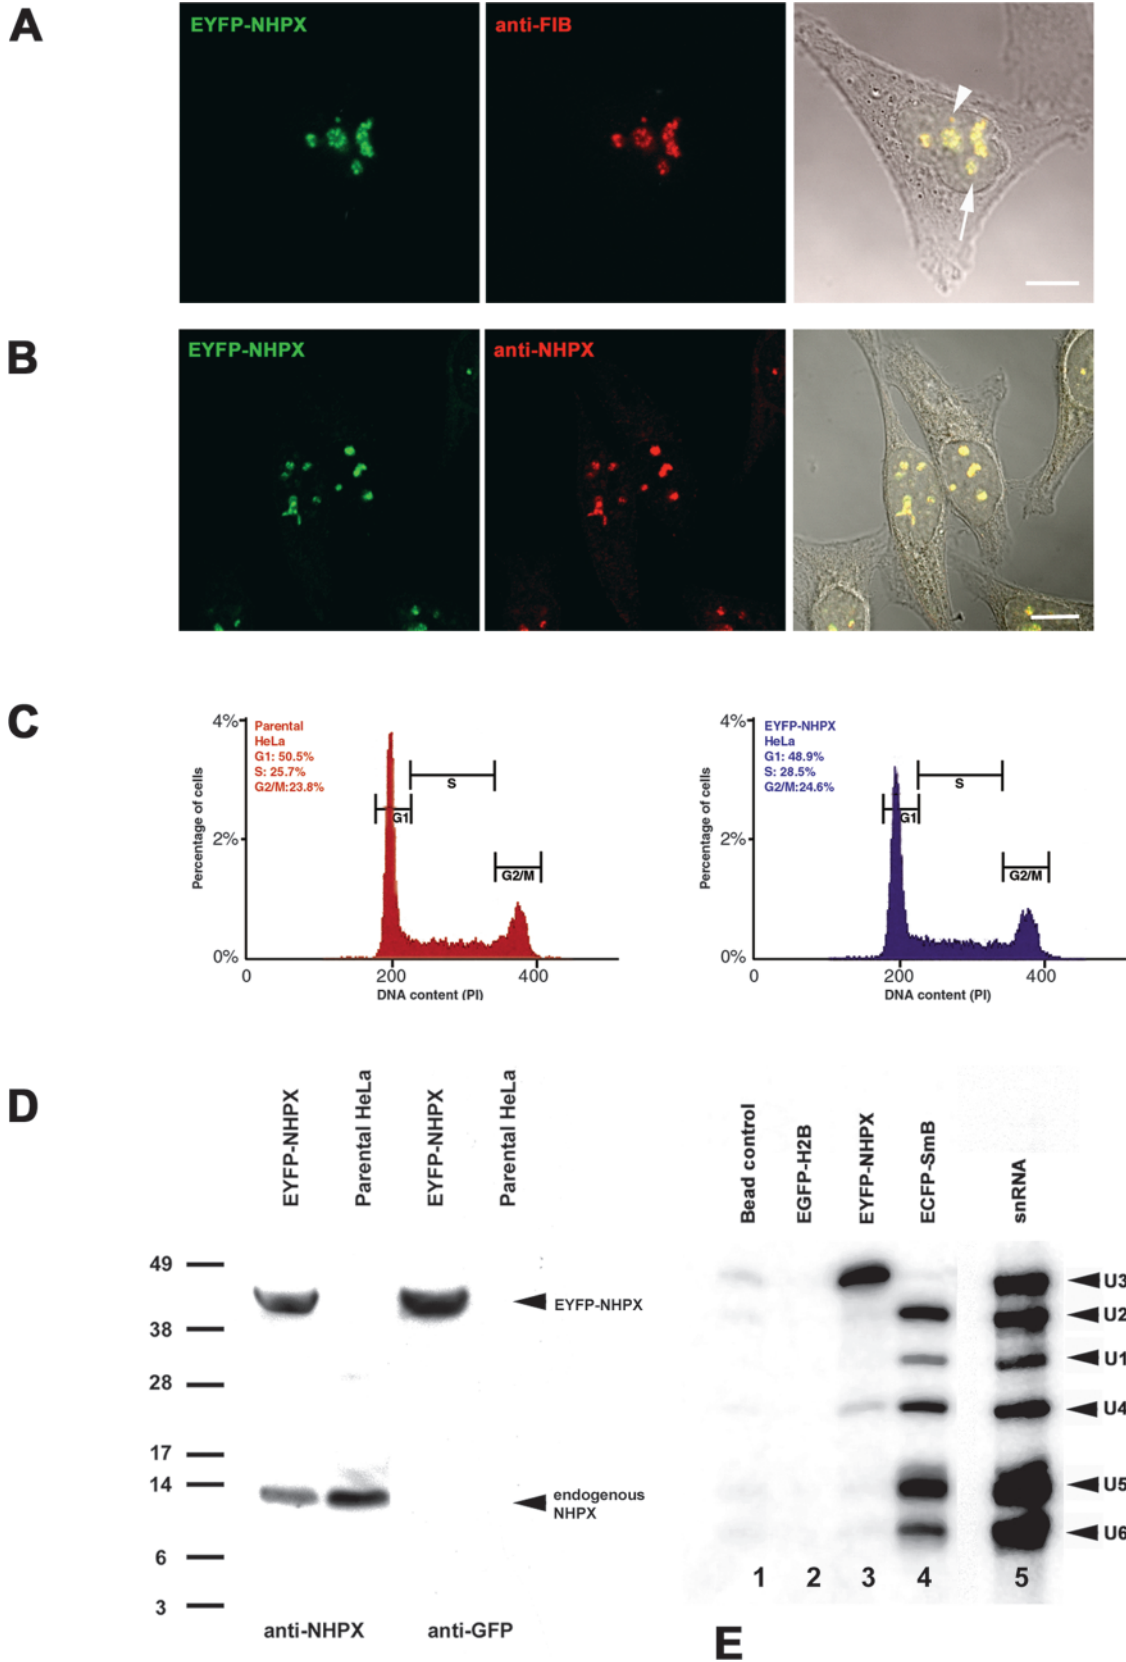 A
EYFP-NHPX
anti-FIB
B
EYFP-NHPX
anti-NHPX
C
4%
2%
0%
Percentage of cells
Parental
HeLa
G1: 50.5%
S: 25.7%
G2/M:23.8%
S
G1
G2/M
0
200
400
DNA content (PI)
4%
2%
0%
Percentage of cells
EYFP-NHPX
HeLa
G1: 48.9%
S: 28.5%
G2/M:24.6%
S
G1
G2/M
0
200
400
DNA content (PI)
D
EYFP-NHPX
Parental HeLa
EYFP-NHPX
Parental HeLa
49
38
28
17
14
6
3
EYFP-NHPX
endogenous
NHPX
anti-NHPX
anti-GFP
Bead control
EGFP-H2B
EYFP-NHPX
ECFP-SmB
snRNA
U3
U2
U1
U4
U5
U6
1 2 3 4 5
E